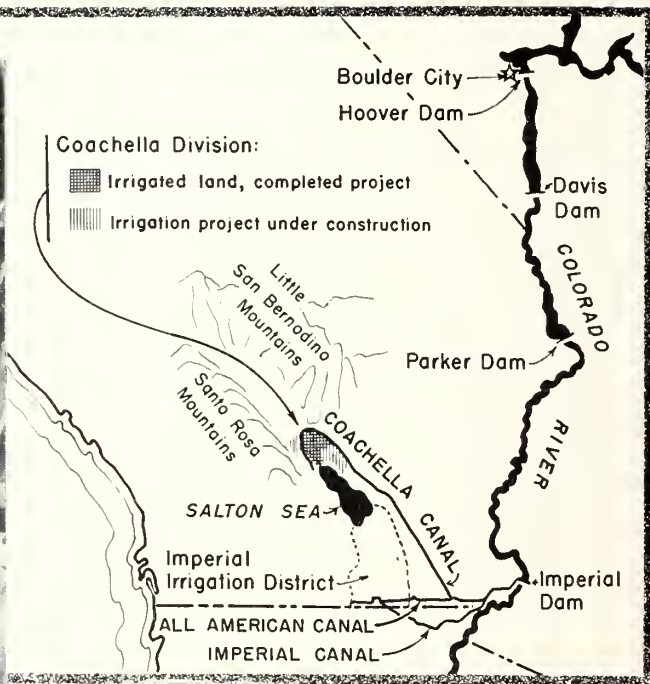 Boulder City
Hoover Dam
Coachella Division:
Irrigated land, completed project
Irrigation project under construction
Davis
Dam
COLORADO
Little
San Bernodino
Mountains
Parker Dam
Santa Rosa
Mountains
COACHELLA CANAL
RIVER
SALTON SEA
Imperial
Irrigation District
Imperial
Dam
ALL AMERICAN CANAL
IMPERIAL CANAL